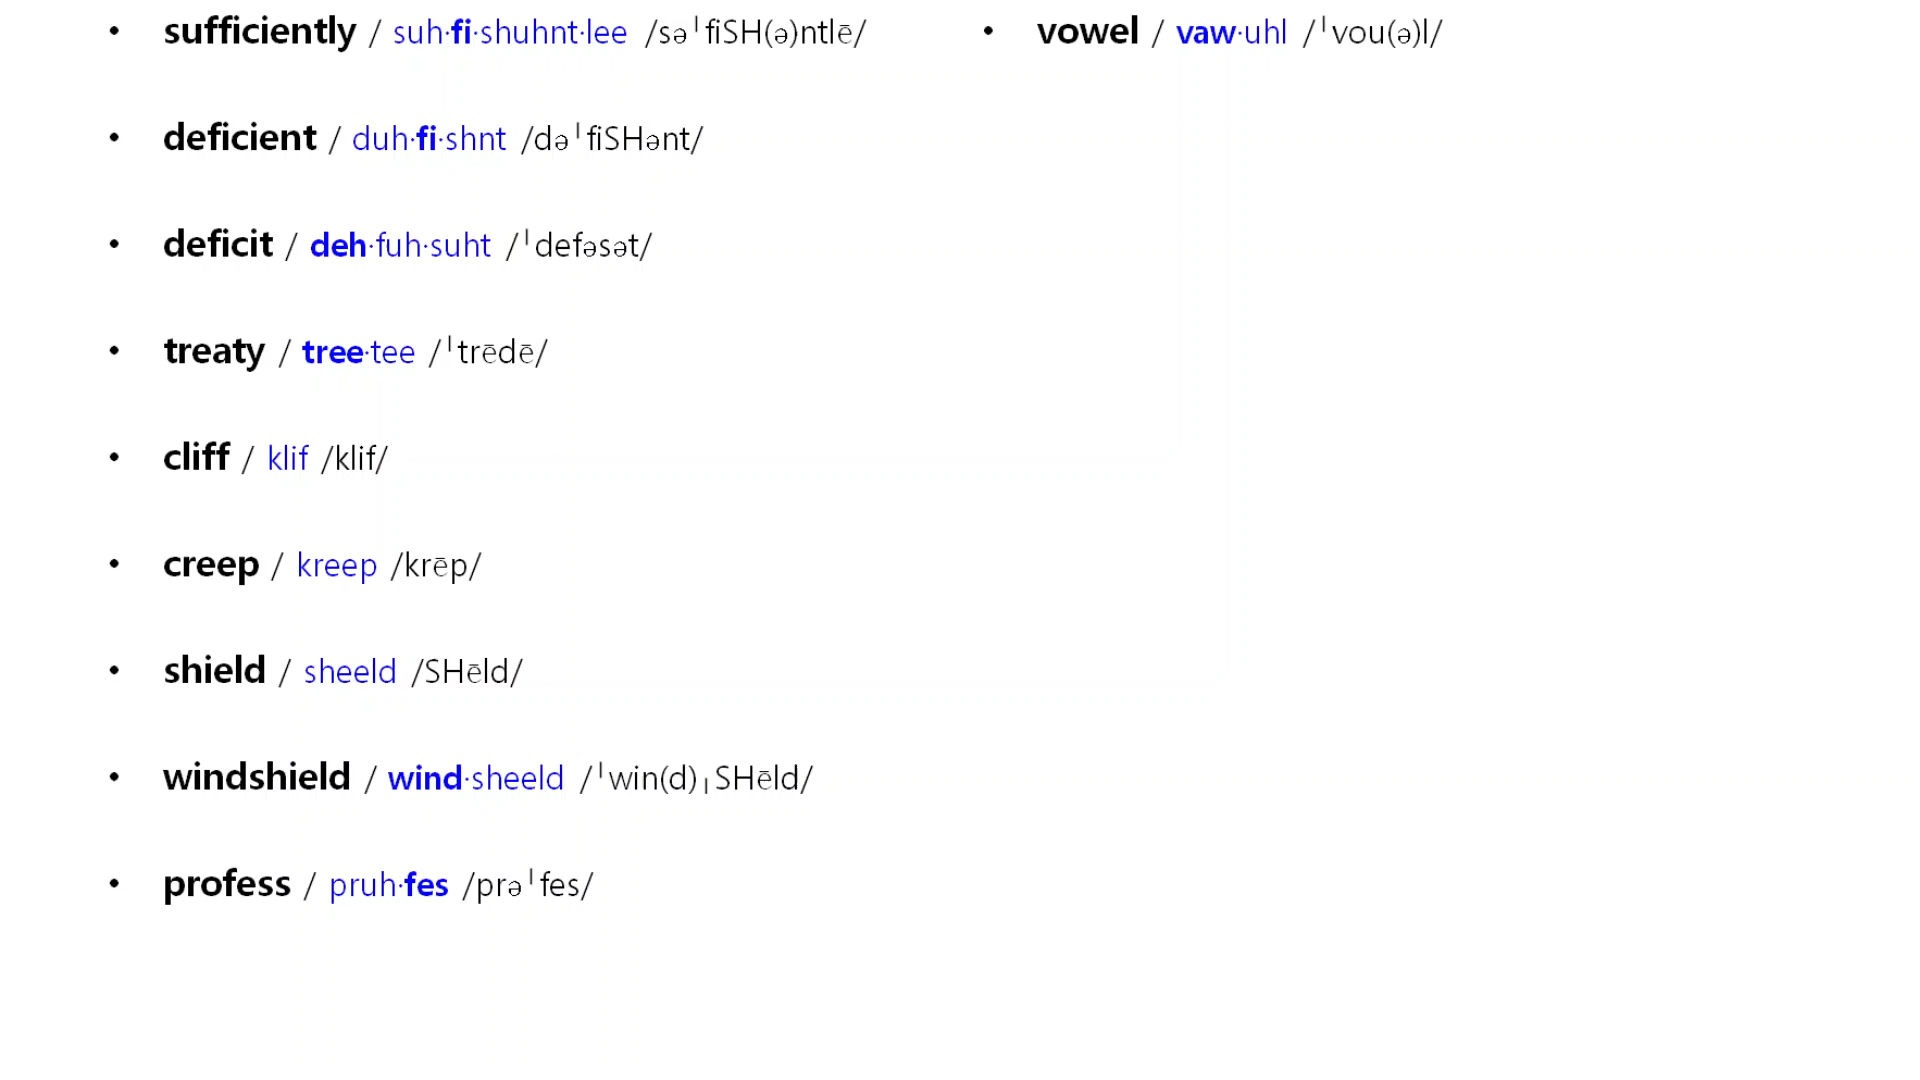 • sufficiently / suh·fi·shuhnt·lee /səˈfiSH(ə)ntlē/
• deficient / duh·fi·shnt /dəˈfiSHənt/
• deficit / deh·fuh·suht /ˈdefəsət/
• treaty / tree·tee /ˈtrēdē/
• cliff / klif /klif/
• creep / kreep /krēp/
• shield / sheeld /SHēld/
• windshield / wind·sheeld /ˈwin(d)ˌSHēld/
• profess / pruh·fes /prəˈfes/
• vowel / vaw·uhl /ˈvou(ə)l/